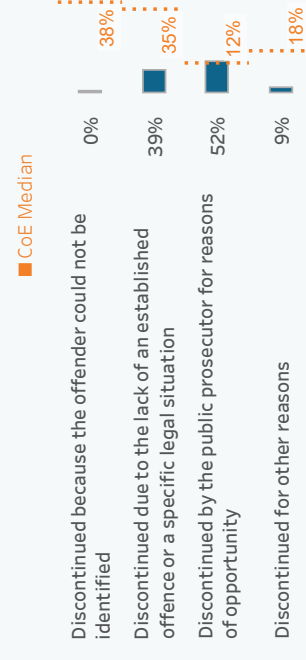 CoE Median
Discontinued because the offender could not be
identified
0%
38%
Discontinued due to the lack of an established
offence or a specific legal situation
39%
35%
Discontinued by the public prosecutor for reasons
of opportunity
52%
12%
Discontinued for other reasons
9%
18%